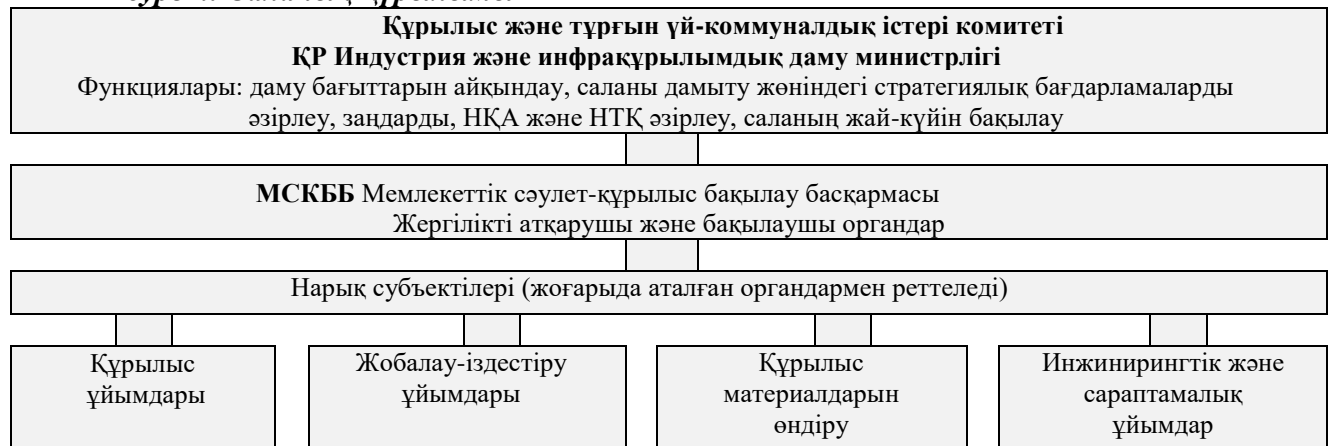 Құрылыс және тұрғын үй-коммуналдық істері комитеті
ҚР Индустрия және инфрақұрылымдық даму министрлігі
Функциялары: даму бағыттарын айқындау, саланы дамыту жөніндегі стратегиялық бағдарламаларды
әзірлеу, заңдарды, НҚА және НТҚ әзірлеу, саланың жай-күйін бақылау
МСКББ Мемлекеттік сәулет-құрылыс бақылау басқармасы
Жергілікті атқарушы және бақылаушы органдар
Нарық субъектілері (жоғарыда аталған органдармен реттеледі)
Құрылыс
ұйымдары
Жобалау-іздестіру
ұйымдары
Құрылыс
материалдарын
өндіру
Инжинирингтік және
сараптамалық
ұйымдар